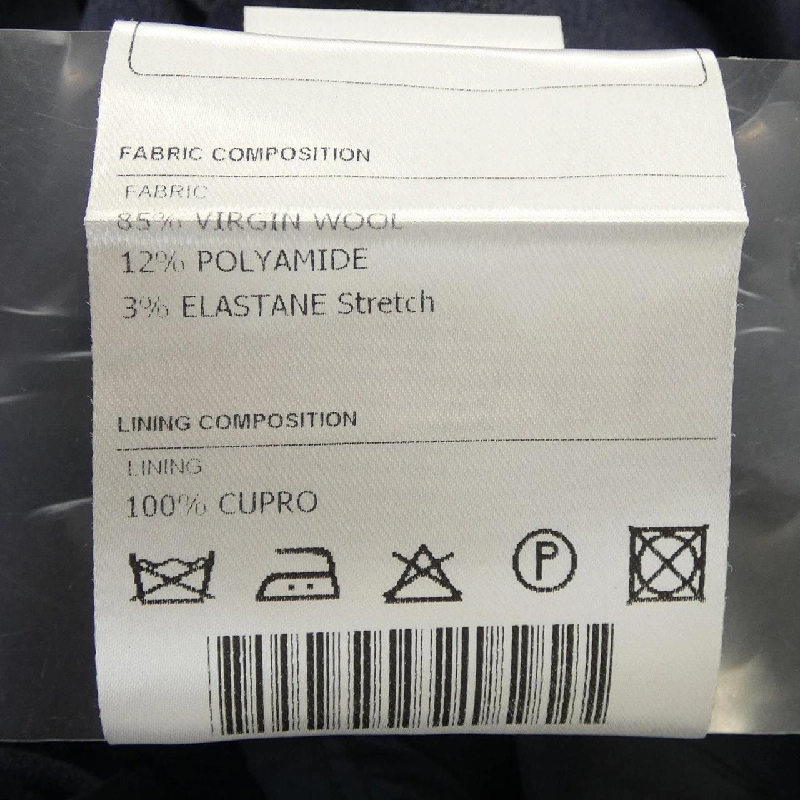 FABRIC COMPOSITION
FABRIC
85% VIRGIN WOOL
12% POLYAMIDE
3% ELASTANE Stretch
LINING COMPOSITION
LINING
100% CUPRO
P